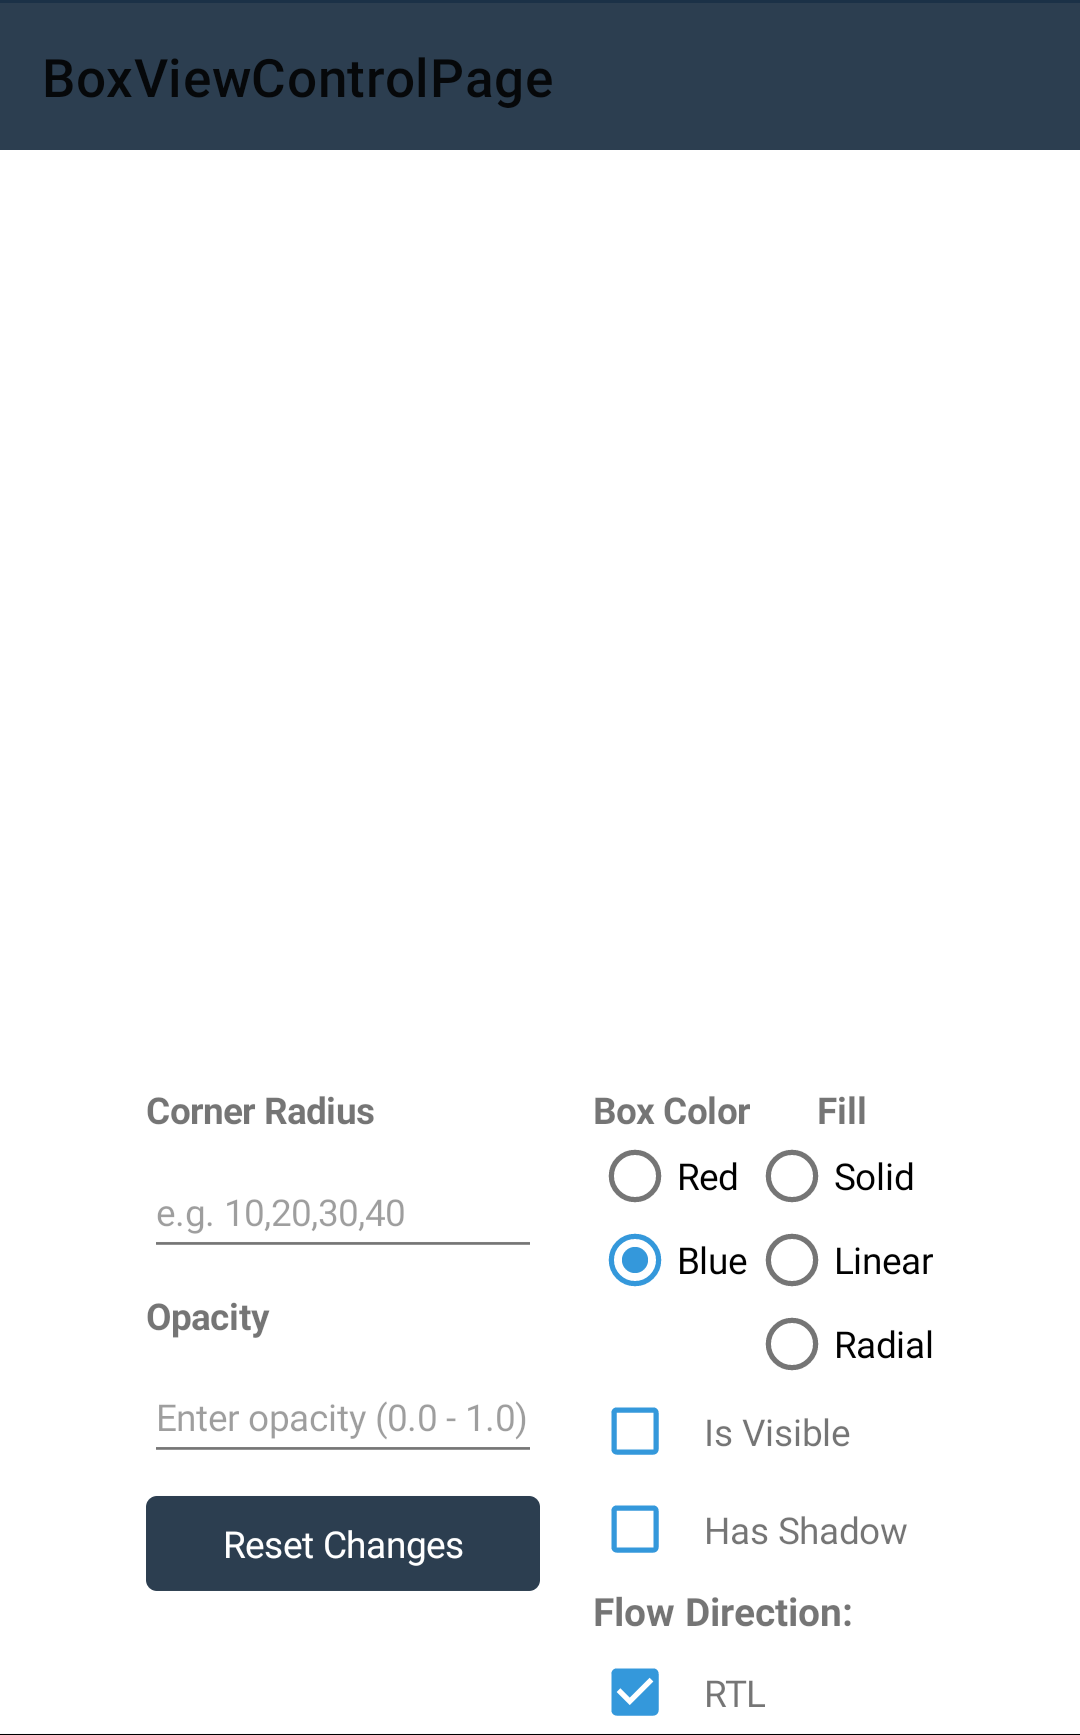 BoxViewControlPage
Corner Radius
e.g. 10,20,30,40
Opacity
Enter opacity (0.0 - 1.0)
Reset Changes
Box Color Fill
Red Solid
Blue Linear
Radial
Is Visible
Has Shadow
Flow Direction:
RTL